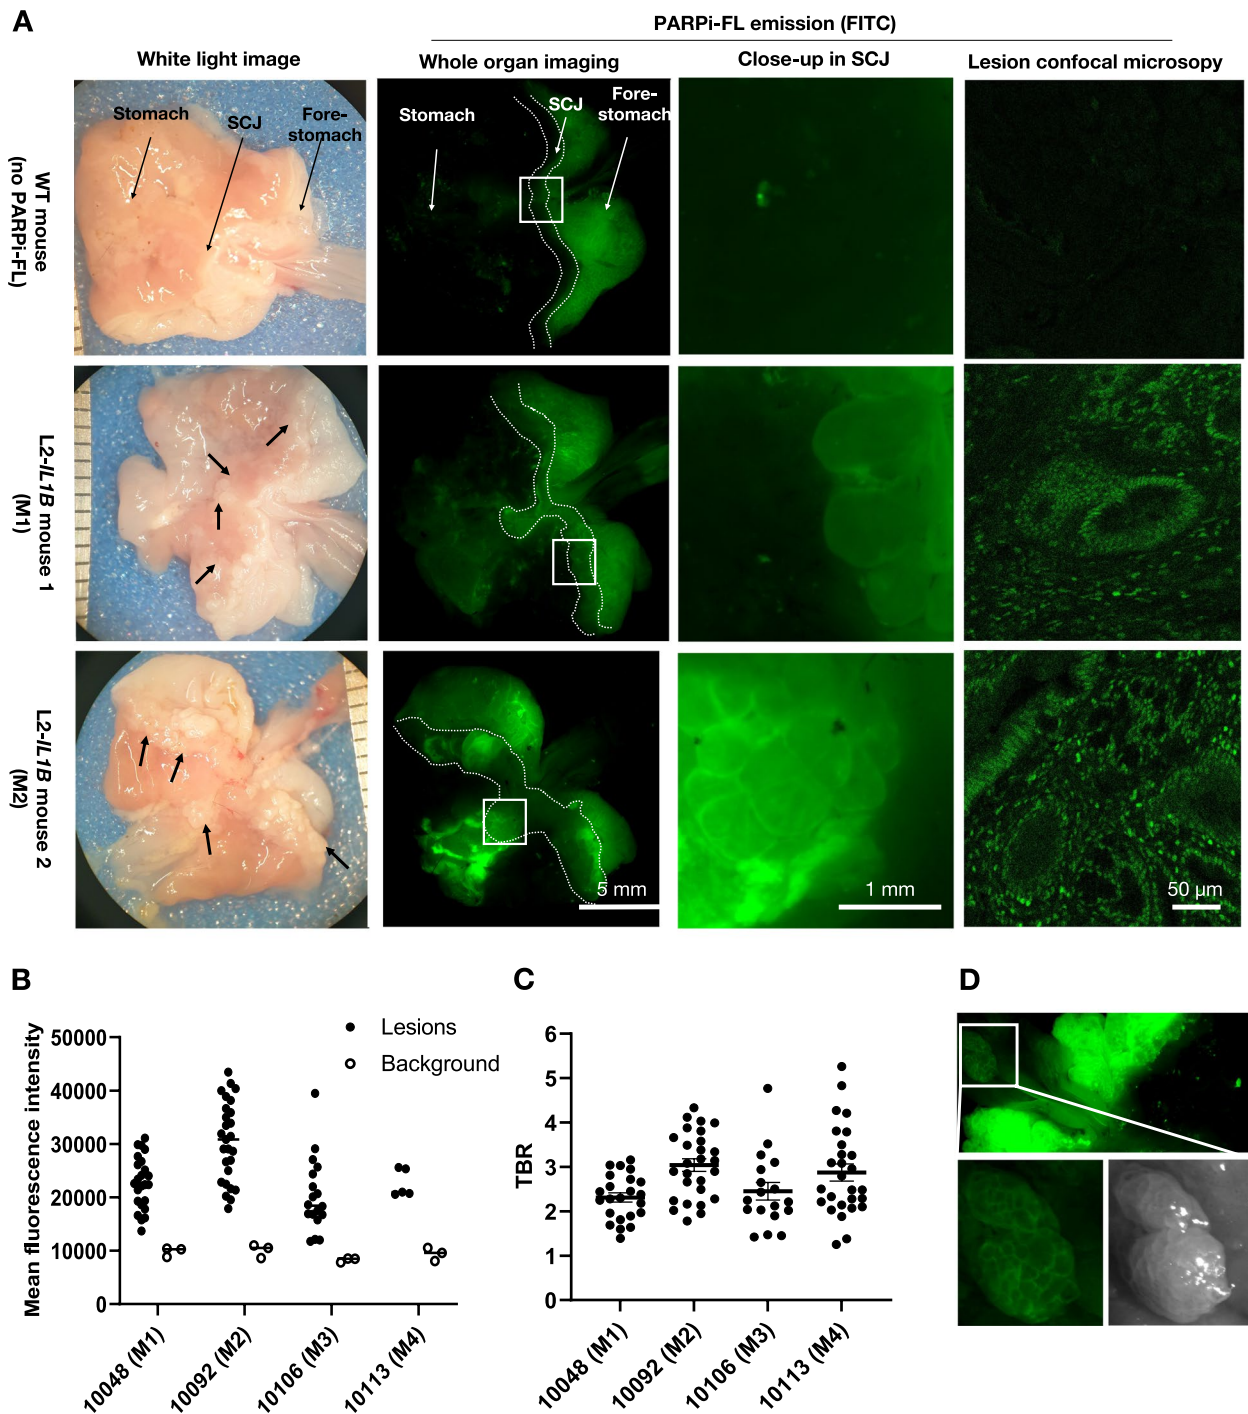 A
PARPi-FL emission (FITC)
White light image
Whole organ imaging
Close-up in SCJ
Lesion confocal microsopy
WT mouse
(no PARPi-FL)
Stomach
SCJ
Fore-
stomach
Stomach
SCJ
Fore-
stomach
L2-IL1B mouse 1
(M1)
L2-IL1B mouse 2
(M2)
5 mm
1 mm
50 µm
B
Mean fluorescence intensity
50000
40000
30000
20000
10000
0
Lesions
Background
10048 (M1)
10092 (M2)
10106 (M3)
10113 (M4)
C
TBR
6
5
4
3
2
1
0
10048 (M1)
10092 (M2)
10106 (M3)
10113 (M4)
D